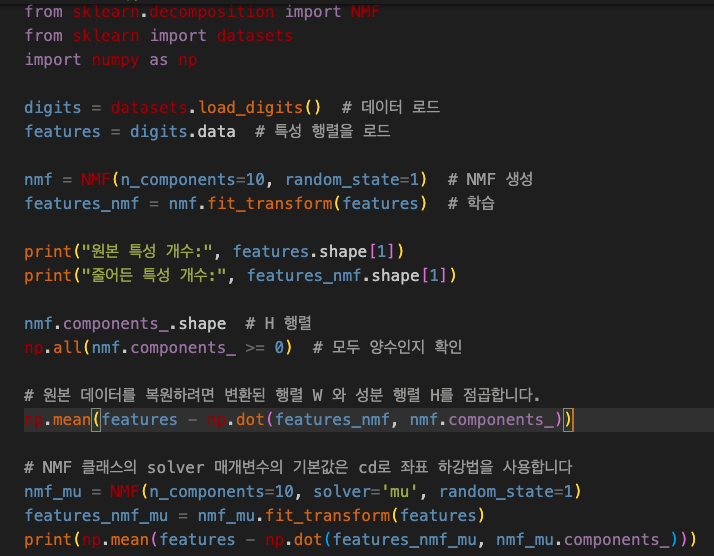 from sklearn.decomposition import NMF
from sklearn import datasets
import numpy as np
digits = datasets.load_digits()  # 데이터 로드
features = digits.data  # 특성 행렬을 로드
nmf = NMF(n_components=10, random_state=1)  # NMF 생성
features_nmf = nmf.fit_transform(features)  # 학습
print("원본 특성 개수:", features.shape[1])
print("줄어든 특성 개수:", features_nmf.shape[1])
nmf.components_.shape  # H 행렬
np.all(nmf.components_ >= 0)  # 모두 양수인지 확인
# 원본 데이터를 복원하려면 변환된 행렬 W 와 성분 행렬 H를 점곱합니다.
np.mean(features - np.dot(features_nmf, nmf.components_))
# NMF 클래스의 solver 매개변수의 기본값은 cd로 좌표 하강법을 사용합니다
nmf_mu = NMF(n_components=10, solver='mu', random_state=1)
features_nmf_mu = nmf_mu.fit_transform(features)
print(np.mean(features - np.dot(features_nmf_mu, nmf_mu.components_)))